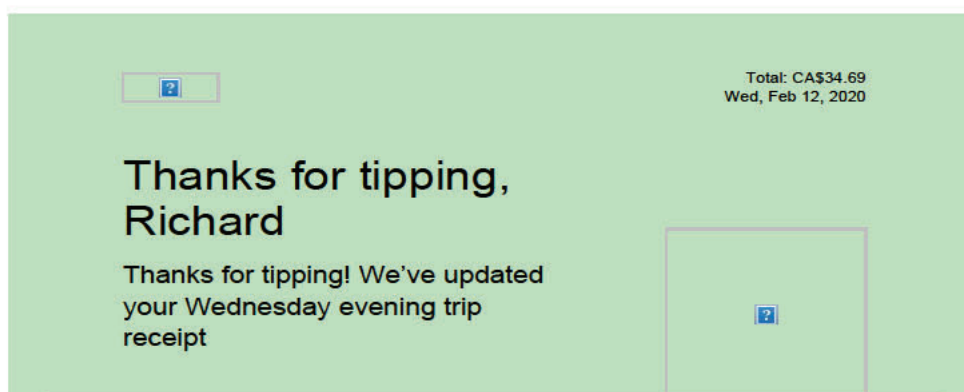 Total: CA$34.69
Wed, Feb 12, 2020
Thanks for tipping,
Richard
Thanks for tipping! We've updated
your Wednesday evening trip
receipt